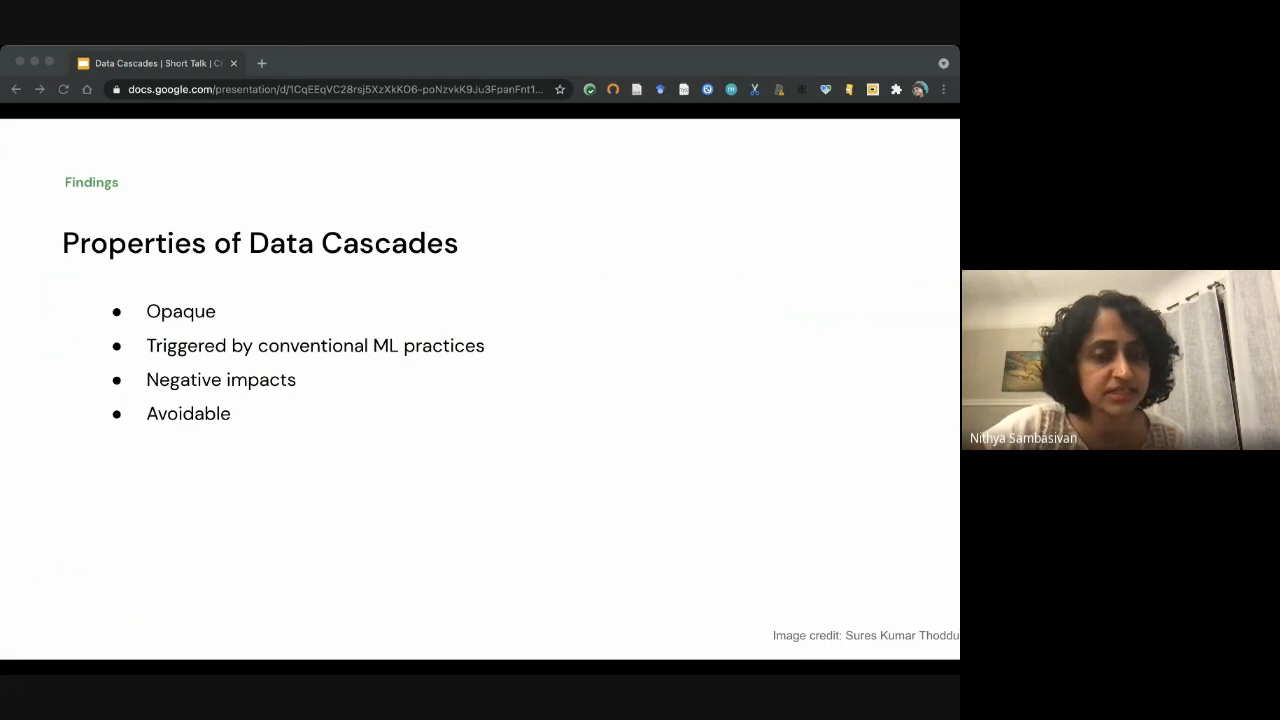 Data Cascades | Short Talk | C
docs.google.com/presentation/d/1CqEEqVC28rsj5XzXkKO6-poNzvkK9Ju3FpanFnt1...
Findings
Properties of Data Cascades
● Opaque
● Triggered by conventional ML practices
● Negative impacts
● Avoidable
Nithya Sambasivan
Image credit: Sures Kumar Thoddu